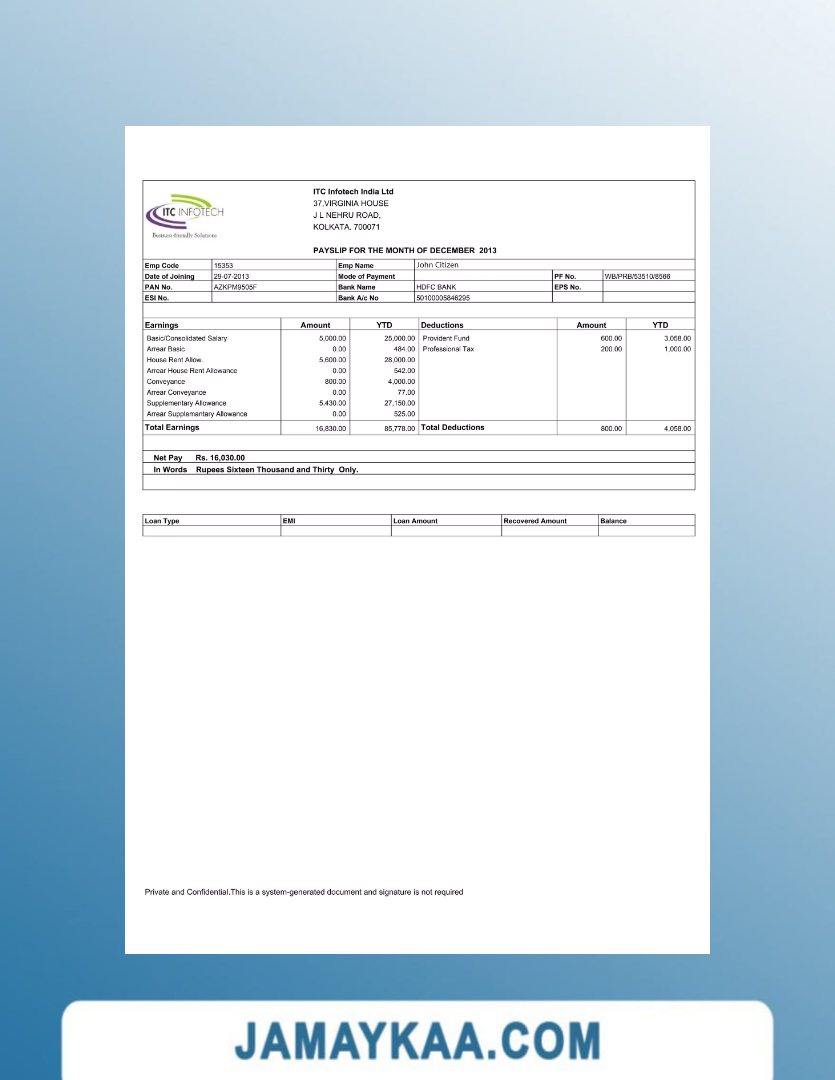 ITC INFOTECH
Business-friendly Solutions
ITC Infotech India Ltd
37,VIRGINIA HOUSE
J L NEHRU ROAD,
KOLKATA, 700071
PAYSLIP FOR THE MONTH OF DECEMBER 2013
Emp Code 15353 Emp Name John Citizen
Date of Joining 29-07-2013 Mode of Payment PF No. WB/PRB/53510/8566
PAN No. AZKPM9505F Bank Name HDFC BANK EPS No.
ESI No. Bank A/c No 50100005846295
Earnings Amount YTD Deductions Amount YTD
Basic/Consolidated Salary 5,000.00 25,000.00 Provident Fund 600.00 3,058.00
Arrear Basic 0.00 484.00 Professional Tax 200.00 1,000.00
House Rent Allow. 5,600.00 28,000.00
Arrear House Rent Allowance 0.00 542.00
Conveyance 800.00 4,000.00
Arrear Conveyance 0.00 77.00
Supplementary Allowance 5,430.00 27,150.00
Arrear Supplemantary Allowance 0.00 525.00
Total Earnings 16,830.00 85,778.00 Total Deductions 800.00 4,058.00
Net Pay Rs. 16,030.00
In Words Rupees Sixteen Thousand and Thirty Only.
Loan Type EMI Loan Amount Recovered Amount Balance
Private and Confidential.This is a system-generated document and signature is not required
JAMAYKAA.COM